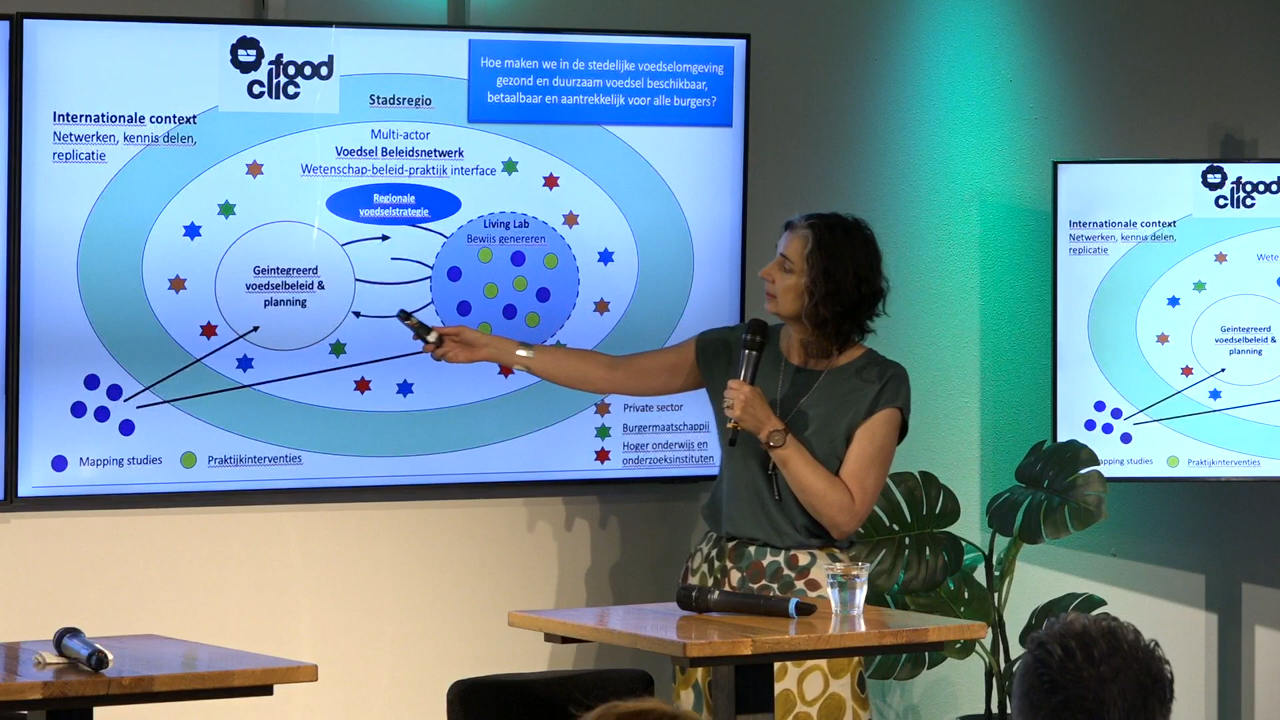 food
clic
Hoe maken we in de stedelijke voedselomgeving
gezond en duurzaam voedsel beschikbaar,
betaalbaar en aantrekkelijk voor alle burgers?
Stadsregio
Internationale context
Netwerken, kennis delen,
replicatie
Multi-actor
Voedsel Beleidsnetwerk
Wetenschap-beleid-praktijk interface
Regionale
voedselstrategie
Living Lab
Bewijs genereren
Geintegreerd
voedselbeleid &
planning
Private sector
Burgermaatschappij
Hoger onderwijs en
onderzoeksinstituten
Mapping studies
Praktijkinterventies
food
clic
Internationale context
Netwerken, kennis delen,
replicatie
Wete
Geintegreerd
voedselbeleid &
planning
Mapping studies
Praktijkinterventies